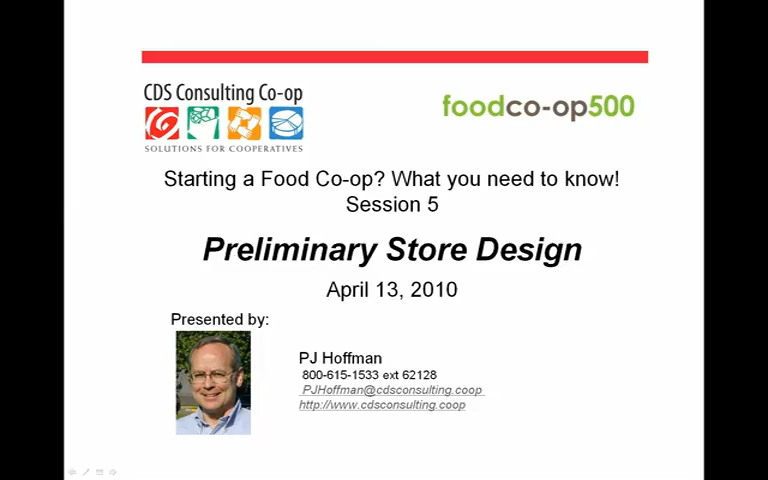 CDS Consulting Co-op
SOLUTIONS FOR COOPERATIVES
foodco-op500
Starting a Food Co-op? What you need to know!
Session 5
Preliminary Store Design
April 13, 2010
Presented by:
PJ Hoffman
800-615-1533 ext 62128
PJHoffman@cdsconsulting.coop
http://www.cdsconsulting.coop